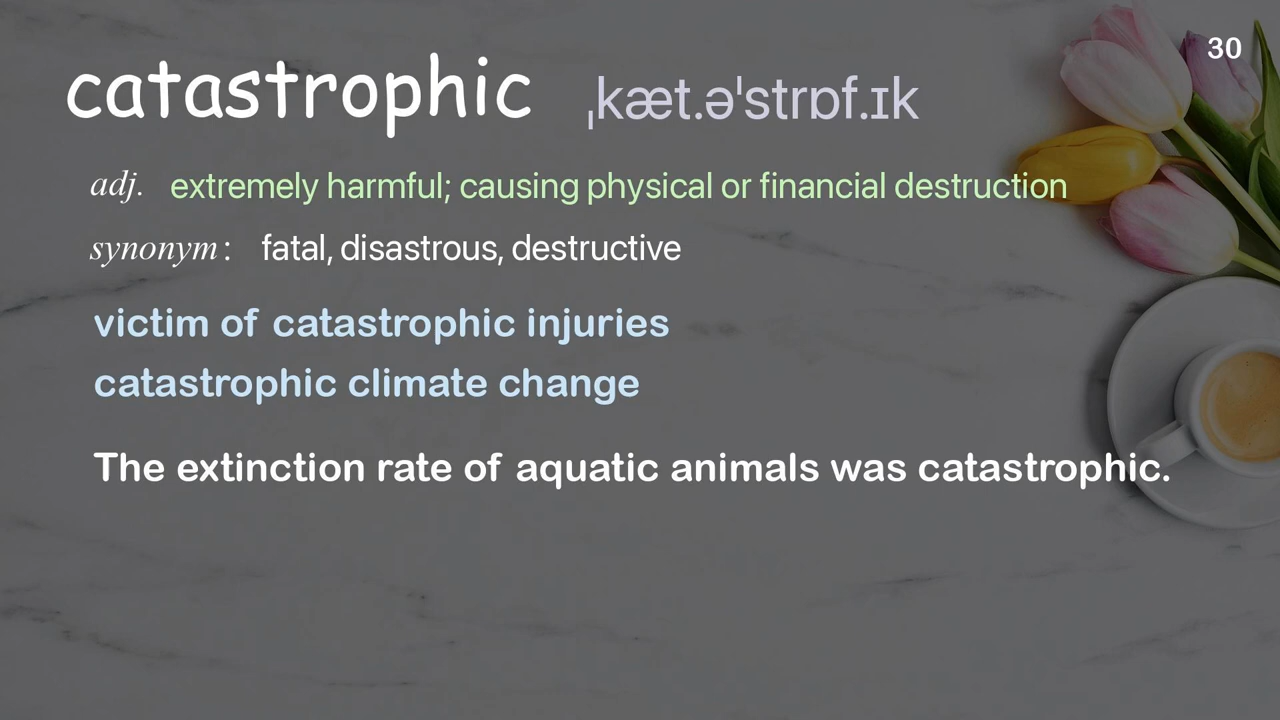 30
catastrophic ˌkæt.əˈstrɒf.ɪk
adj. extremely harmful; causing physical or financial destruction
synonym: fatal, disastrous, destructive
victim of catastrophic injuries
catastrophic climate change
The extinction rate of aquatic animals was catastrophic.